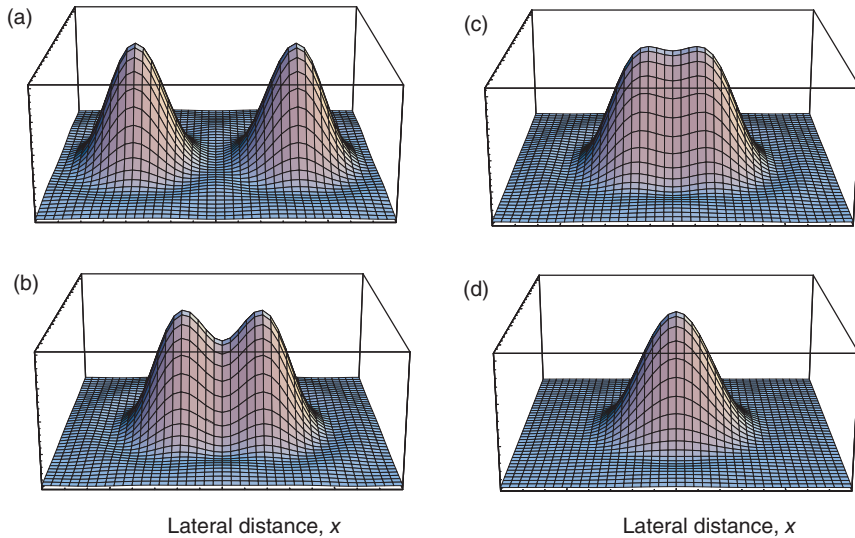 (a)
(c)
(b)
(d)
Lateral distance, x
Lateral distance, x